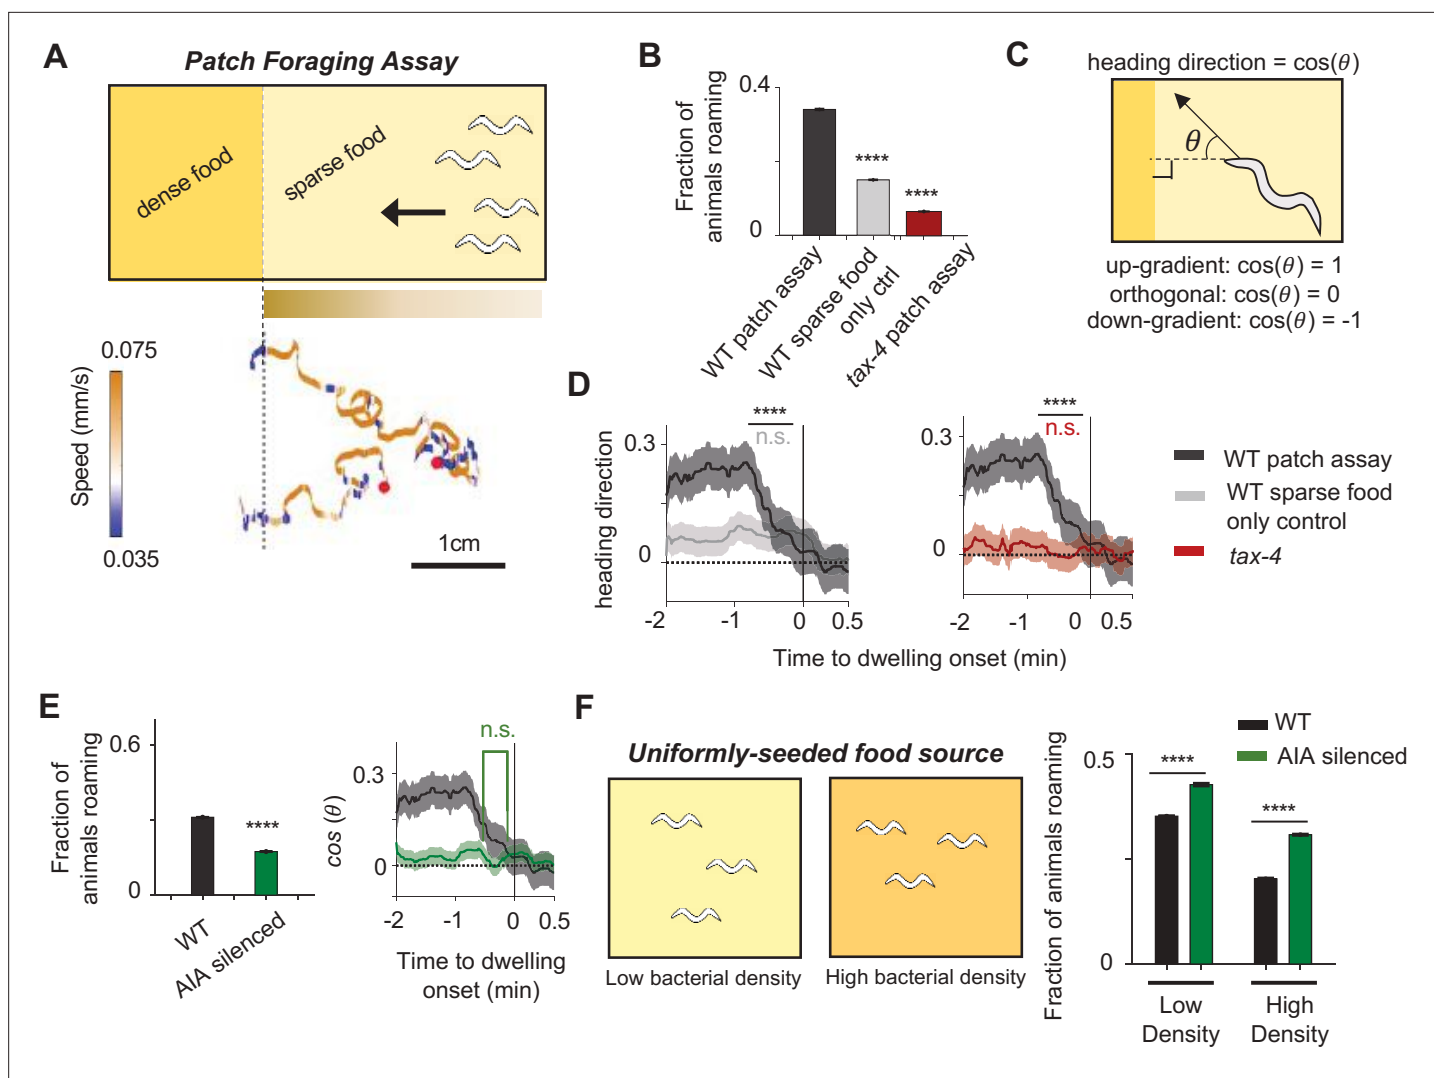 A
Patch Foraging Assay
dense food
sparse food
Speed (mm/s)
0.075
0.035
1cm
B
Fraction of
animals roaming
0.4
0
****
****
WT patch assay
WT sparse food
only ctrl
tax-4 patch assay
C
heading direction = cos(θ)
θ
up-gradient: cos(θ) = 1
orthogonal: cos(θ) = 0
down-gradient: cos(θ) = -1
D
heading direction
0.3
0
****
n.s.
-2
-1
0
0.5
0.3
0
****
n.s.
-2
-1
0
0.5
Time to dwelling onset (min)
WT patch assay
WT sparse food
only control
tax-4
E
Fraction of
animals roaming
0.6
0
****
WT
AIA silenced
cos (θ)
0.3
0
n.s.
-2
-1
0
0.5
Time to dwelling
onset (min)
F
Uniformly-seeded food source
Low bacterial density
High bacterial density
Fraction of animals roaming
0.5
0
WT
AIA silenced
****
****
Low
Density
High
Density